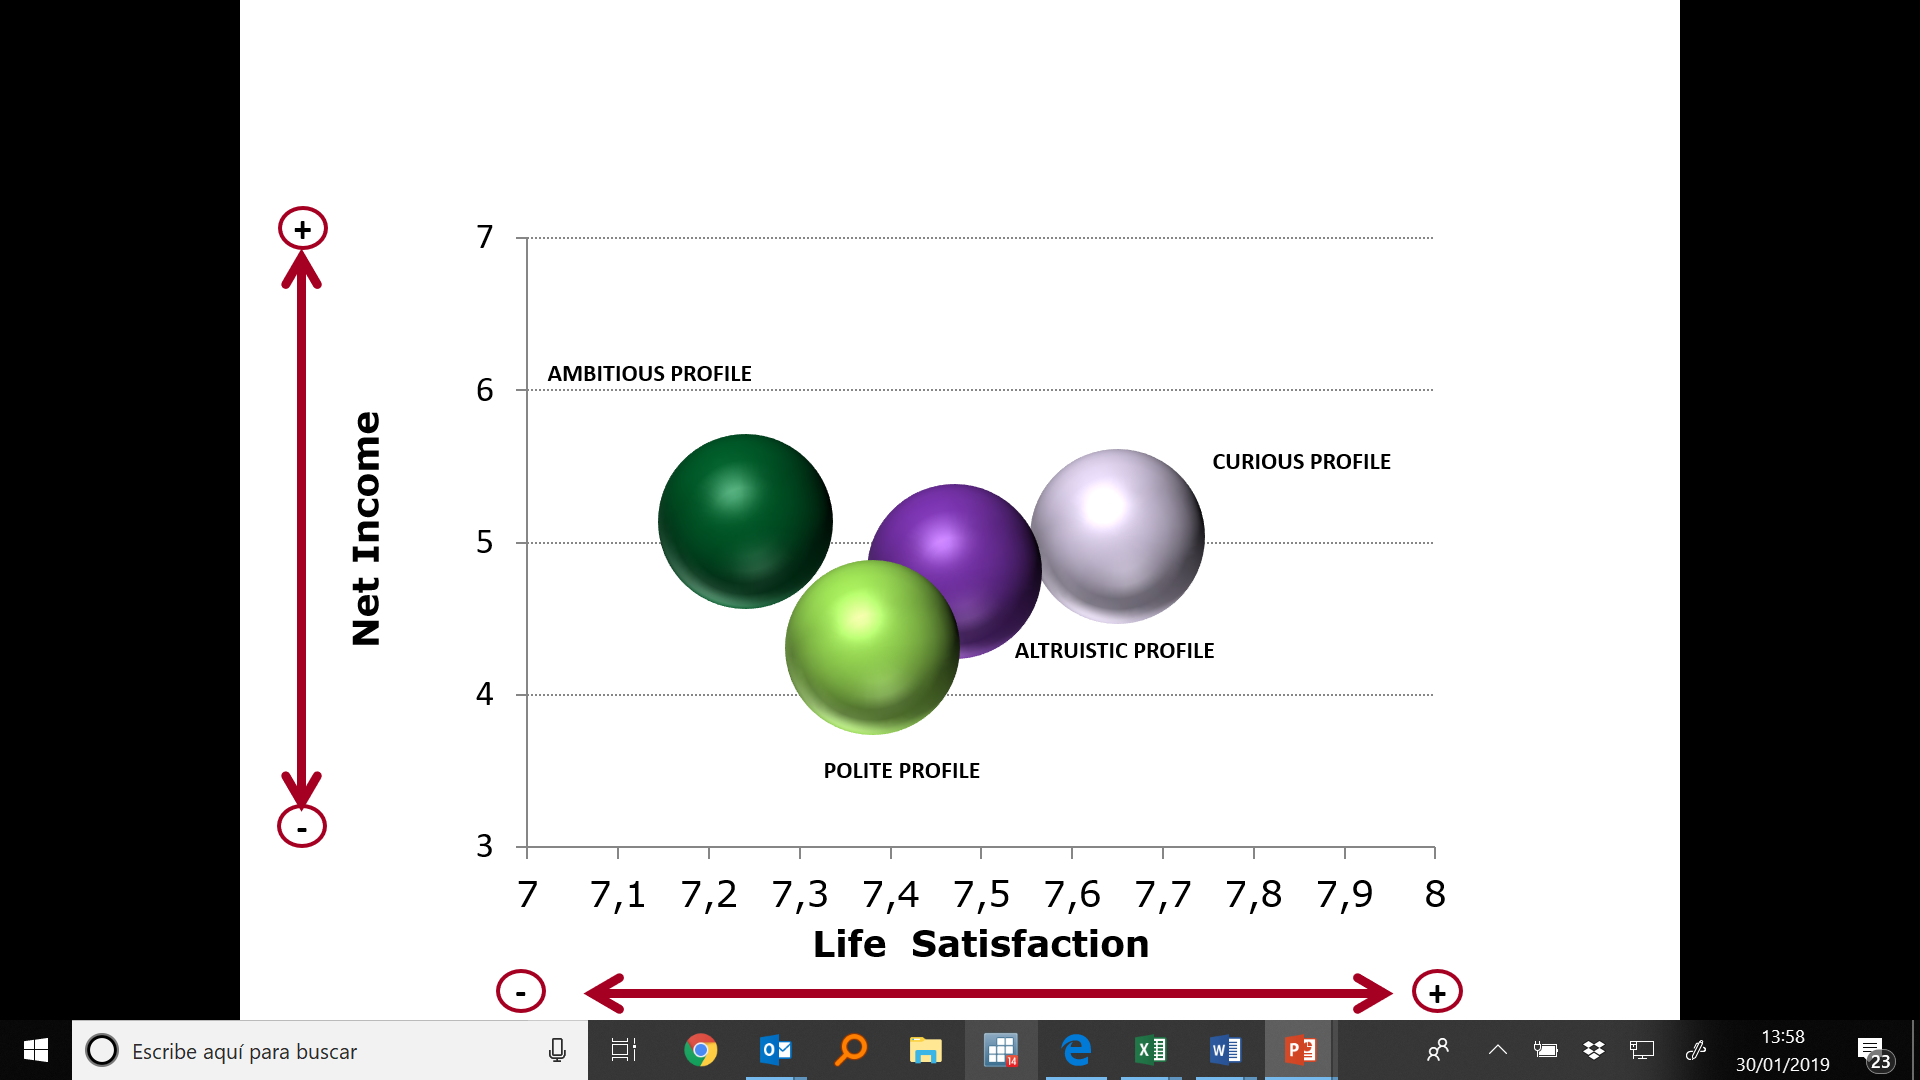 +
7
AMBITIOUS PROFILE
6
CURIOUS PROFILE
Net Income
5
ALTRUISTIC PROFILE
4
POLITE PROFILE
-
3
7 7,1 7,2 7,3 7,4 7,5 7,6 7,7 7,8 7,9 8
Life Satisfaction
- +
Escribe aquí para buscar
O
14
X
W
P
13:58
30/01/2019
23